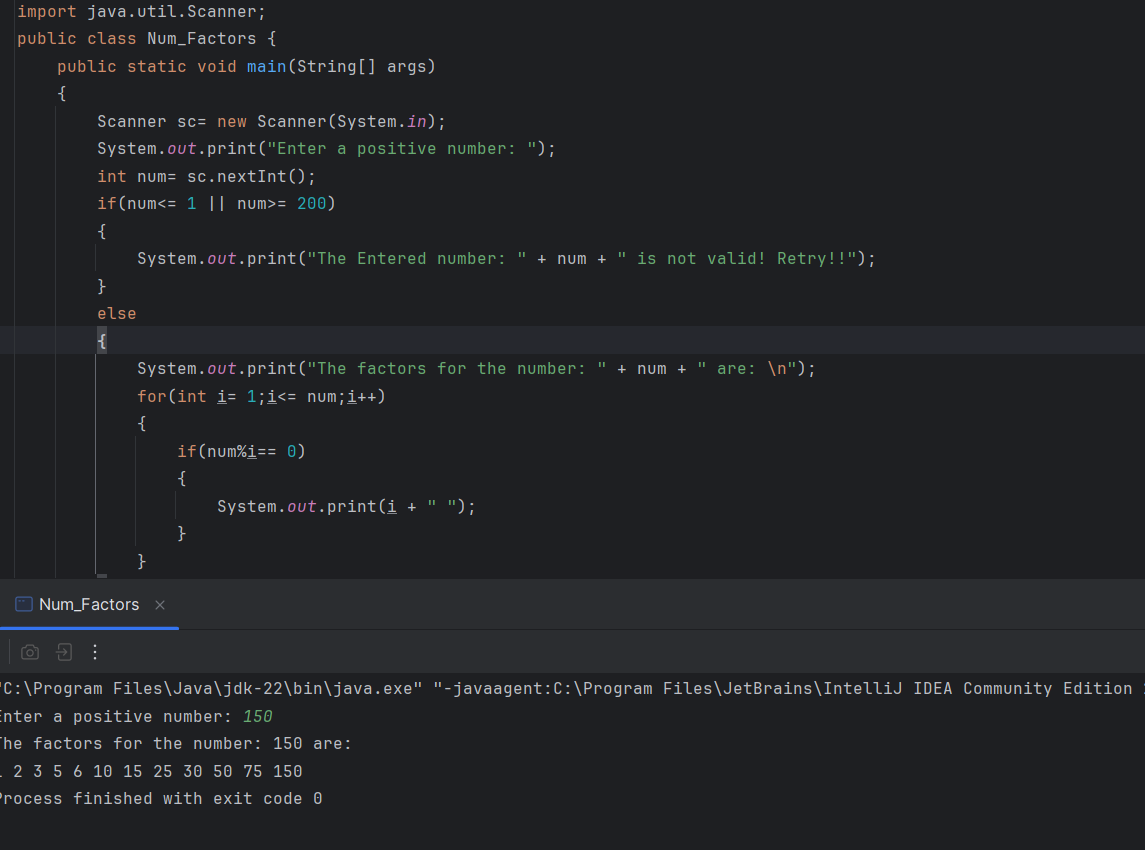 import java.util.Scanner;
public class Num_Factors {
    public static void main(String[] args)
    {
        Scanner sc= new Scanner(System.in);
        System.out.print("Enter a positive number: ");
        int num= sc.nextInt();
        if(num<= 1 || num>= 200)
        {
            System.out.print("The Entered number: " + num + " is not valid! Retry!!");
        }
        else
        {
            System.out.print("The factors for the number: " + num + " are: \n");
            for(int i= 1;i<= num;i++)
            {
                if(num%i== 0)
                {
                    System.out.print(i + " ");
                }
            }
Num_Factors ×
"C:\Program Files\Java\jdk-22\bin\java.exe" "-javaagent:C:\Program Files\JetBrains\IntelliJ IDEA Community Edition
Enter a positive number: 150
The factors for the number: 150 are:
1 2 3 5 6 10 15 25 30 50 75 150
Process finished with exit code 0